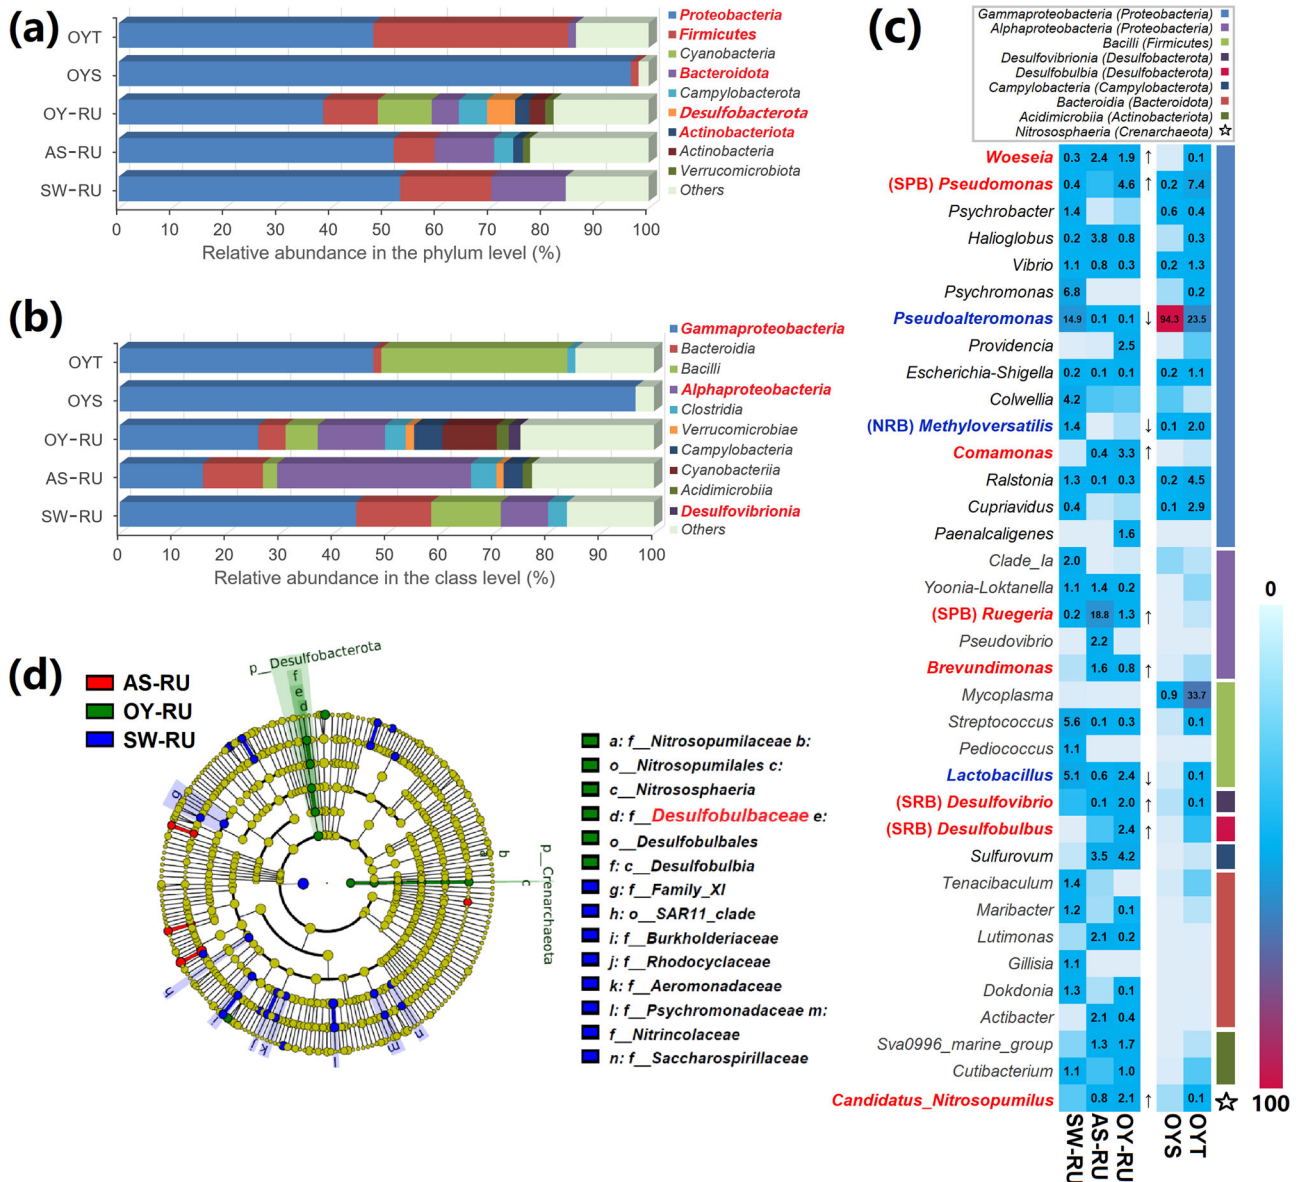 (a)
OYT
OYS
OY-RU
AS-RU
SW-RU
0 10 20 30 40 50 60 70 80 90 100
Relative abundance in the phylum level (%)
Proteobacteria
Firmicutes
Cyanobacteria
Bacteroidota
Campylobacterota
Desulfobacterota
Actinobacteriota
Actinobacteria
Verrucomicrobiota
Others
(b)
OYT
OYS
OY-RU
AS-RU
SW-RU
0 10 20 30 40 50 60 70 80 90 100
Relative abundance in the class level (%)
Gammaproteobacteria
Bacteroidia
Bacilli
Alphaproteobacteria
Clostridia
Verrucomicrobiae
Campylobacteria
Cyanobacteriia
Acidimicrobiia
Desulfovibrionia
Others
(c)
Gammaproteobacteria (Proteobacteria)
Alphaproteobacteria (Proteobacteria)
Bacilli (Firmicutes)
Desulfovibrionia (Desulfobacterota)
Desulfobulbia (Desulfobacterota)
Campylobacteria (Campylobacterota)
Bacteroidia (Bacteroidota)
Acidimicrobiia (Actinobacteriota)
Nitrososphaeria (Crenarchaeota) ☆
Woeseia 0.3 2.4 1.9 ↑ 0.1
(SPB) Pseudomonas 0.4 4.6 ↑ 0.2 7.4
Psychrobacter 1.4 0.6 0.4
Halioglobus 0.2 3.8 0.8 0.3
Vibrio 1.1 0.8 0.3 0.2 1.3
Psychromonas 6.8 0.2
Pseudoalteromonas 14.9 0.1 0.1 ↓ 94.3 23.5
Providencia 2.5
Escherichia-Shigella 0.2 0.1 0.1 0.2 1.1
Colwellia 4.2
(NRB) Methyloversatilis 1.4 ↓ 0.1 2.0
Comamonas 0.4 3.3 ↑
Ralstonia 1.3 0.1 0.3 0.2 4.5
Cupriavidus 0.4 0.1 2.9
Paenalcaligenes 1.6
Clade_Ia 2.0
Yoonia-Loktanella 1.1 1.4 0.2
(SPB) Ruegeria 0.2 18.8 1.3 ↑
Pseudovibrio 2.2
Brevundimonas 1.6 0.8 ↑
Mycoplasma 0.9 33.7
Streptococcus 5.6 0.1 0.3 0.1
Pediococcus 1.1
Lactobacillus 5.1 0.6 2.4 ↓ 0.1
(SRB) Desulfovibrio 0.1 2.0 ↑ 0.1
(SRB) Desulfobulbus 2.4 ↑
Sulfurovum 3.5 4.2
Tenacibaculum 1.4
Maribacter 1.2 0.1
Lutimonas 2.1 0.2
Gillisia 1.1
Dokdonia 1.3 0.1
Actibacter 2.1 0.4
Sva0996_marine_group 1.3 1.7
Cutibacterium 1.1 1.0
Candidatus_Nitrosopumilus 0.8 2.1 ↑ 0.1 ☆
SW-RU
AS-RU
OY-RU
OYS
OYT
0
100
(d)
AS-RU
OY-RU
SW-RU
p__Desulfobacterota
f
e
d
g
a
b
c
p__Crenarchaeota
h
i
j
k
l
m
n
a: f__Nitrosopumilaceae b:
o__Nitrosopumilales c:
c__Nitrososphaeria
d: f__Desulfobulbaceae e:
o__Desulfobulbales
f: c__Desulfobulbia
g: f__Family_XI
h: o__SAR11_clade
i: f__Burkholderiaceae
j: f__Rhodocyclaceae
k: f__Aeromonadaceae
l: f__Psychromonadaceae m:
f__Nitrincolaceae
n: f__Saccharospirillaceae